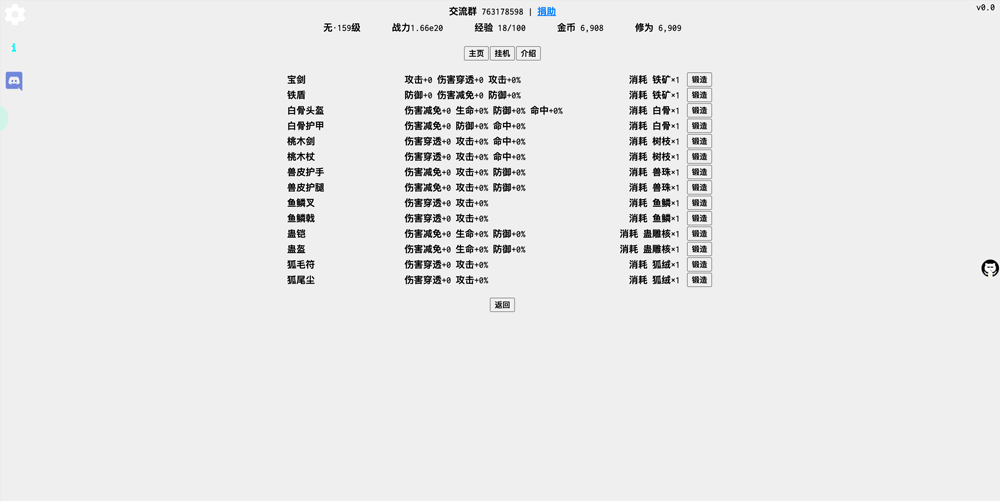 v0.0
交流群 763178598 | 捐助
无·159级 战力1.66e20 经验 18/100 金币 6,908 修为 6,909
i
主页 挂机 介绍
宝剑 攻击+0 伤害穿透+0 攻击+0% 消耗 铁矿×1 锻造
铁盾 防御+0 伤害减免+0 防御+0% 消耗 铁矿×1 锻造
白骨头盔 伤害减免+0 生命+0% 防御+0% 命中+0% 消耗 白骨×1 锻造
白骨护甲 伤害减免+0 防御+0% 命中+0% 消耗 白骨×1 锻造
桃木剑 伤害穿透+0 攻击+0% 命中+0% 消耗 树枝×1 锻造
桃木杖 伤害穿透+0 攻击+0% 命中+0% 消耗 树枝×1 锻造
兽皮护手 伤害减免+0 攻击+0% 防御+0% 消耗 兽珠×1 锻造
兽皮护腿 伤害减免+0 攻击+0% 防御+0% 消耗 兽珠×1 锻造
鱼鳞叉 伤害穿透+0 攻击+0% 消耗 鱼鳞×1 锻造
鱼鳞戟 伤害穿透+0 攻击+0% 消耗 鱼鳞×1 锻造
蛊铠 伤害减免+0 生命+0% 防御+0% 消耗 蛊雕核×1 锻造
蛊盔 伤害减免+0 生命+0% 防御+0% 消耗 蛊雕核×1 锻造
狐毛符 伤害穿透+0 攻击+0% 消耗 狐绒×1 锻造
狐尾尘 伤害穿透+0 攻击+0% 消耗 狐绒×1 锻造
返回